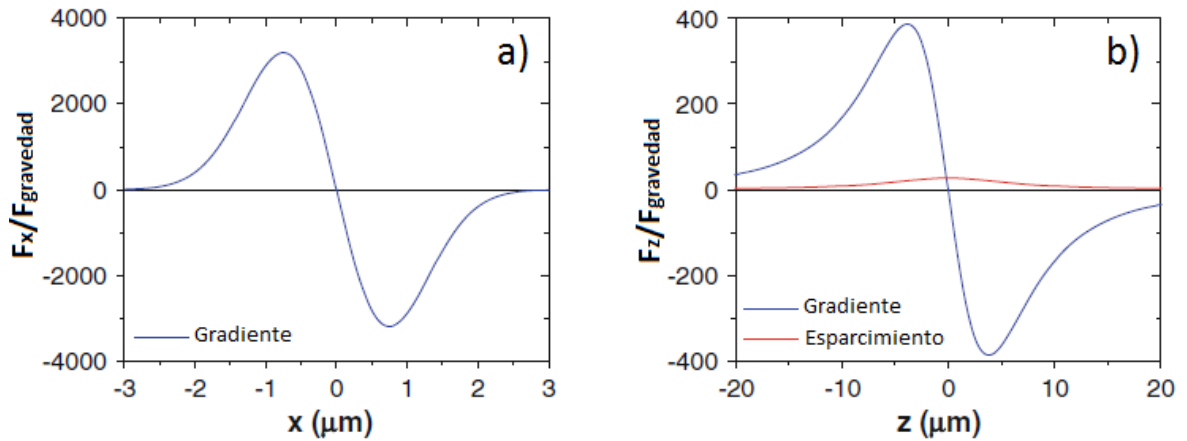 a)
4000
2000
0
-2000
-4000
Fx/Fgravedad
Gradiente
-3 -2 -1 0 1 2 3
x (μm)
b)
400
200
0
-200
-400
Fz/Fgravedad
Gradiente
Esparcimiento
-20 -10 0 10 20
z (μm)